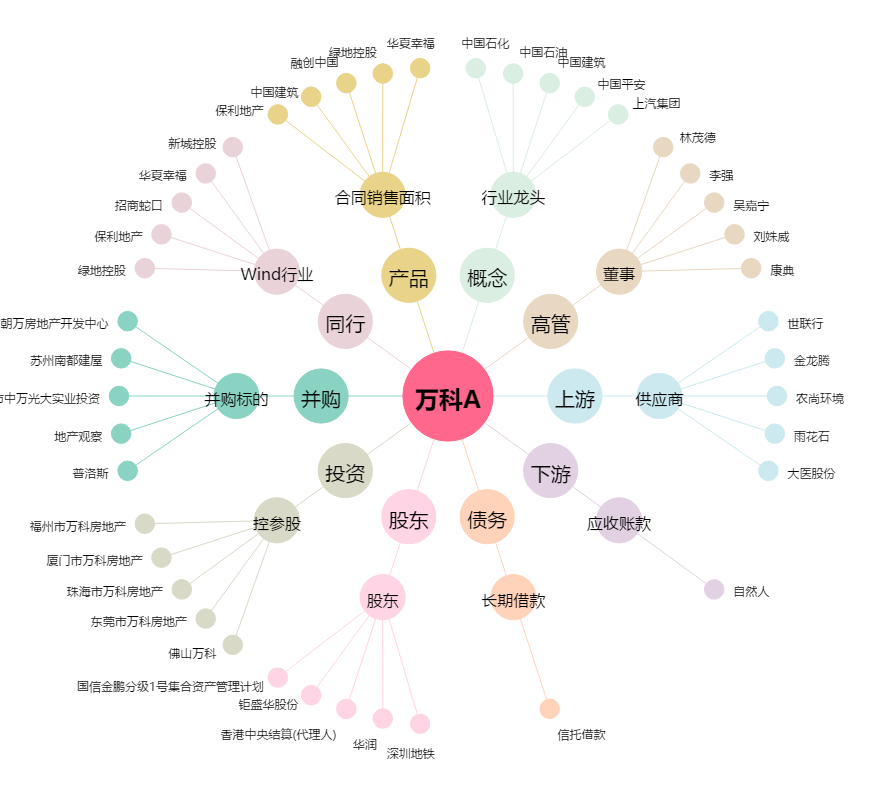 中国石化
华夏幸福
绿地控股
中国石油
融创中国
中国建筑
中国平安
中国建筑
上汽集团
保利地产
林茂德
新城控股
李强
华夏幸福
合同销售面积
行业龙头
吴嘉宁
招商蛇口
刘姝威
保利地产
康典
绿地控股
Wind行业
产品
概念
董事
同行
高管
朝万房地产开发中心
世联行
苏州南都建屋
金龙腾
市中万光大实业投资
并购标的
并购
万科A
上游
供应商
农尚环境
地产观察
雨花石
普洛斯
投资
下游
大医股份
福州市万科房地产
控参股
股东
债务
应收账款
厦门市万科房地产
珠海市万科房地产
自然人
东莞市万科房地产
股东
长期借款
佛山万科
国信金鹏分级1号集合资产管理计划
钜盛华股份
香港中央结算(代理人)
信托借款
华润
深圳地铁